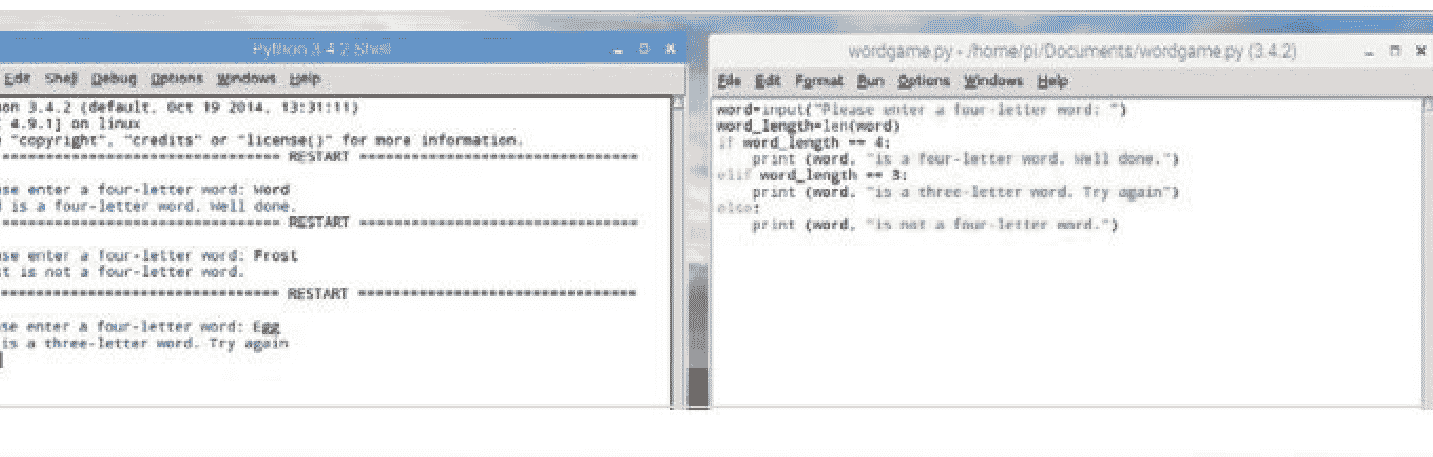 Python 3.4.2 Shell
Edit Shell Debug Options Windows Help
on 3.4.2 (default, Oct 19 2014, 13:31:11)
4.9.1] on linux
"copyright", "credits" or "license()" for more information.
================================ RESTART ================================
se enter a four-letter word: Word
is a four-letter word. Well done.
================================ RESTART ================================
se enter a four-letter word: Frost
t is not a four-letter word.
================================ RESTART ================================
se enter a four-letter word: Egg
is a three-letter word. Try again
wordgame.py - /home/pi/Documents/wordgame.py (3.4.2)
File Edit Format Run Options Windows Help
word=input("Please enter a four-letter word: ")
word_length=len(word)
if word_length == 4:
    print (word, "is a four-letter word. Well done.")
elif word_length == 3:
    print (word, "is a three-letter word. Try again")
else:
    print (word, "is not a four-letter word.")